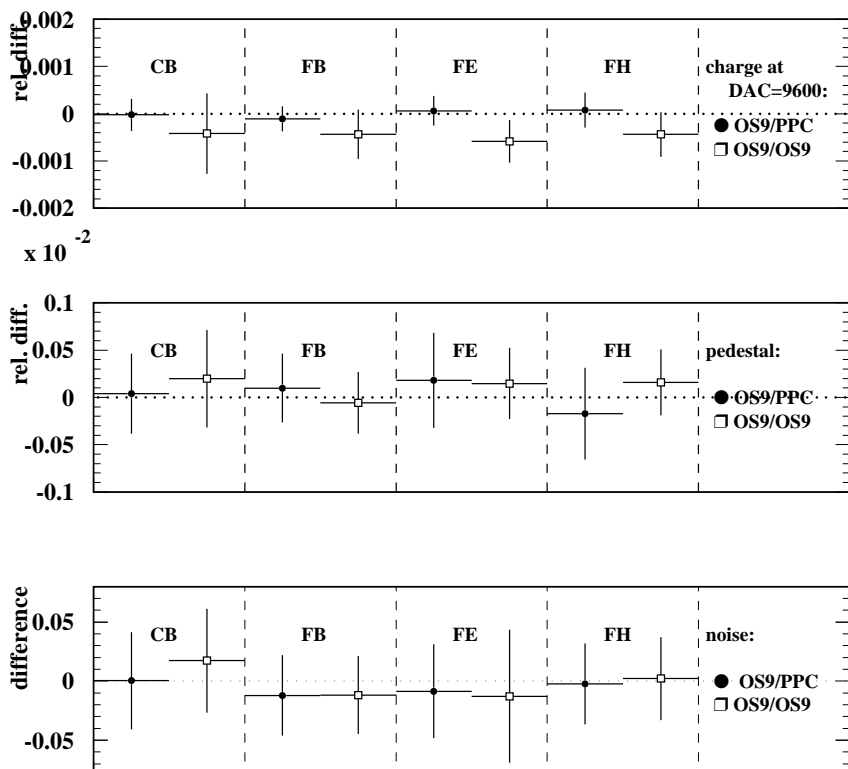 rel. diff.
0.002
0.001
0
-0.001
-0.002
CB FB FE FH
charge at
DAC=9600:
OS9/PPC
OS9/OS9
x 10 -2
rel. diff.
0.1
0.05
0
-0.05
-0.1
CB FB FE FH
pedestal:
OS9/PPC
OS9/OS9
difference
0.05
0
-0.05
CB FB FE FH
noise:
OS9/PPC
OS9/OS9